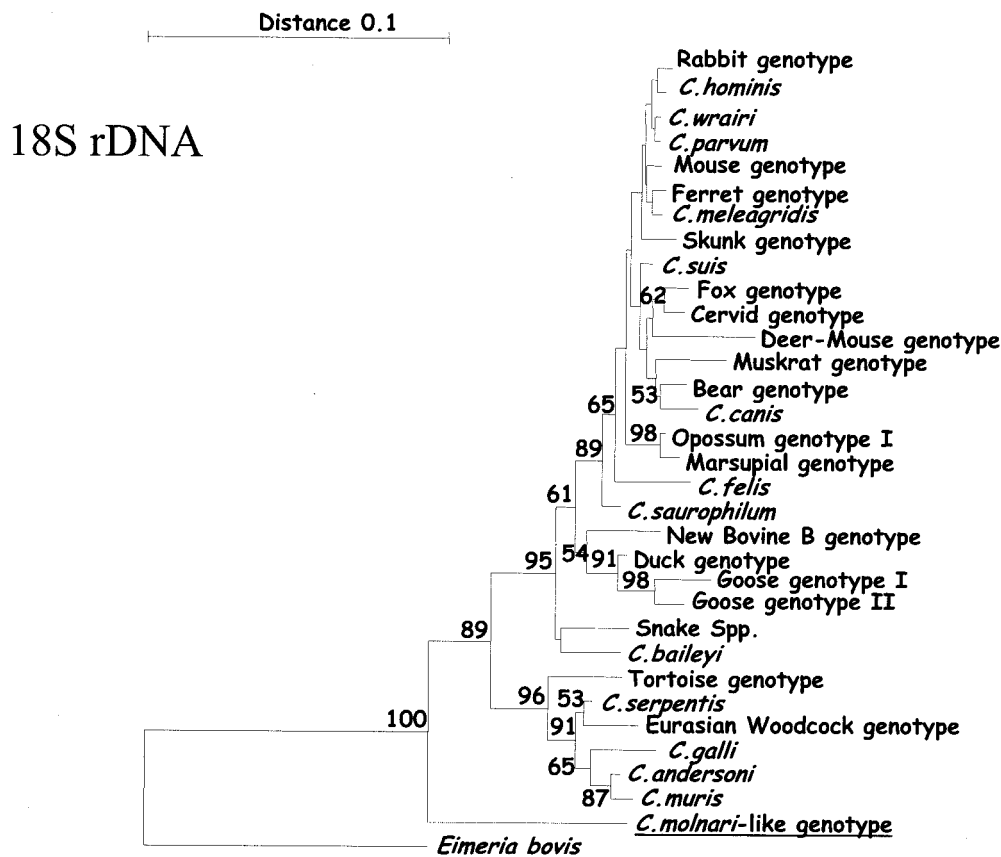 Distance 0.1
18S rDNA
Rabbit genotype
C.hominis
C.wrairi
C.parvum
Mouse genotype
Ferret genotype
C.meleagridis
Skunk genotype
C.suis
62
Fox genotype
Cervid genotype
Deer-Mouse genotype
Muskrat genotype
53
Bear genotype
C.canis
65
98
Opossum genotype I
Marsupial genotype
89
C.felis
61
C.saurophilum
New Bovine B genotype
95
54
91
Duck genotype
98
Goose genotype I
Goose genotype II
89
Snake Spp.
C.baileyi
Tortoise genotype
96
53
C.serpentis
100
91
Eurasian Woodcock genotype
C.galli
65
C.andersoni
87
C.muris
C.molnari-like genotype
Eimeria bovis